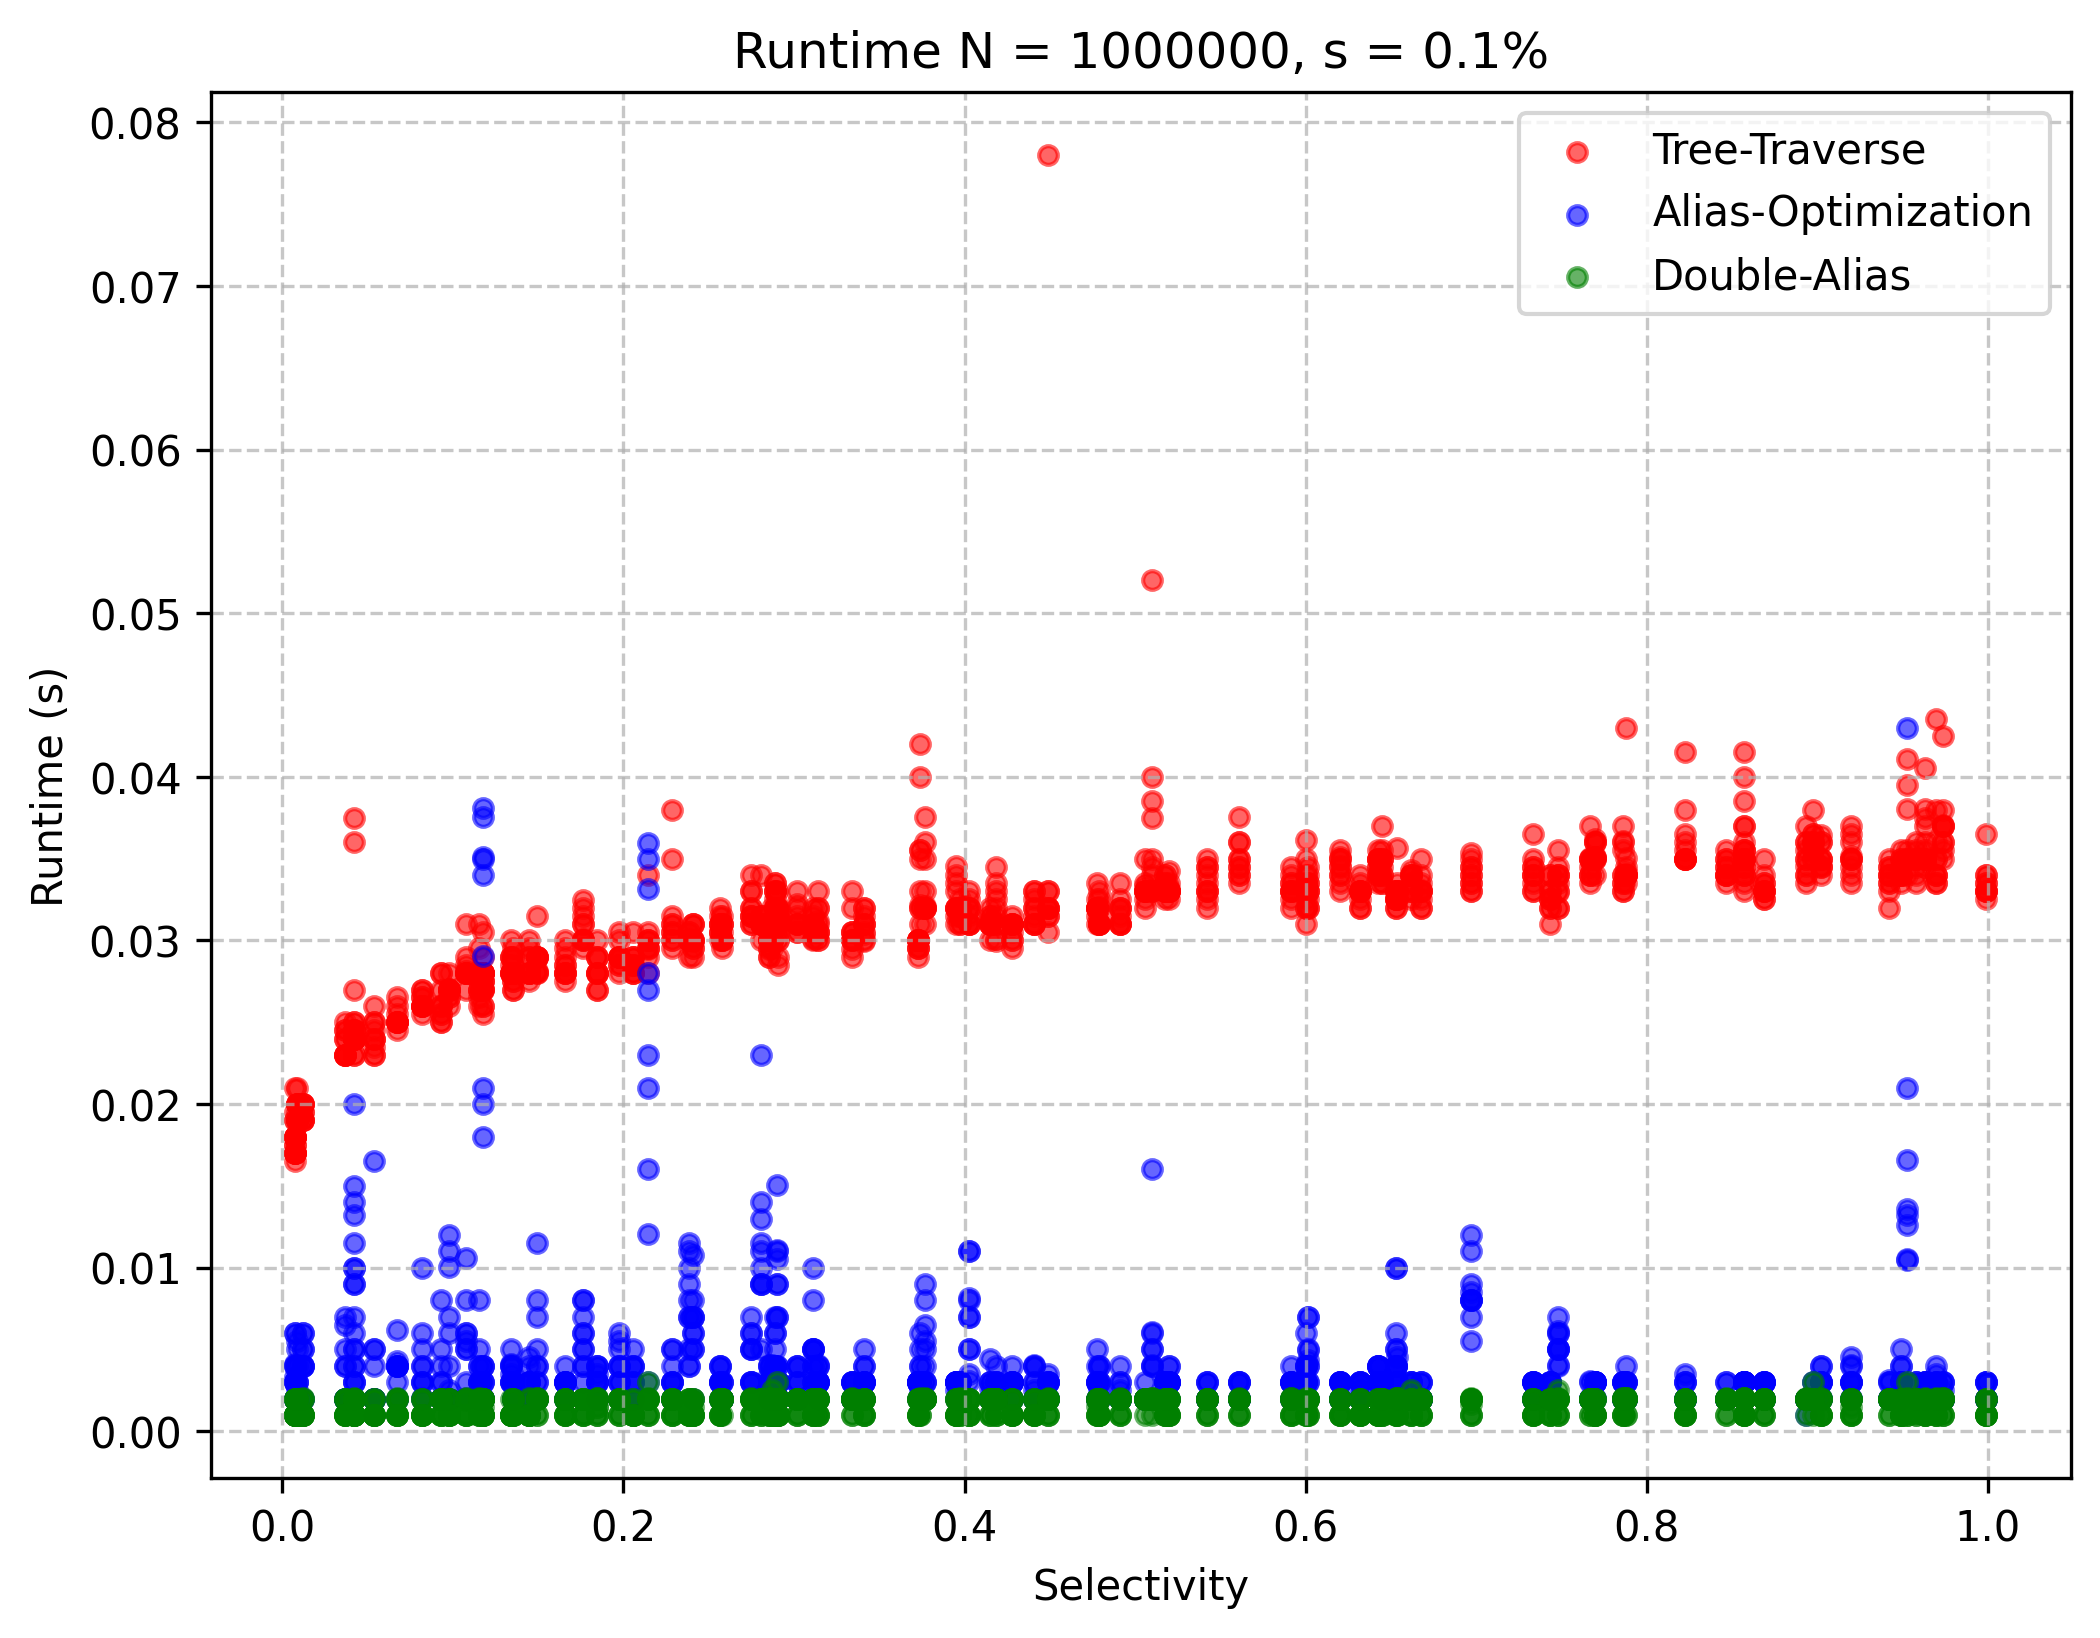 Runtime N = 1000000, s = 0.1%
Tree-Traverse
Alias-Optimization
Double-Alias
Runtime (s)
0.08
0.07
0.06
0.05
0.04
0.03
0.02
0.01
0.00
0.0 0.2 0.4 0.6 0.8 1.0
Selectivity